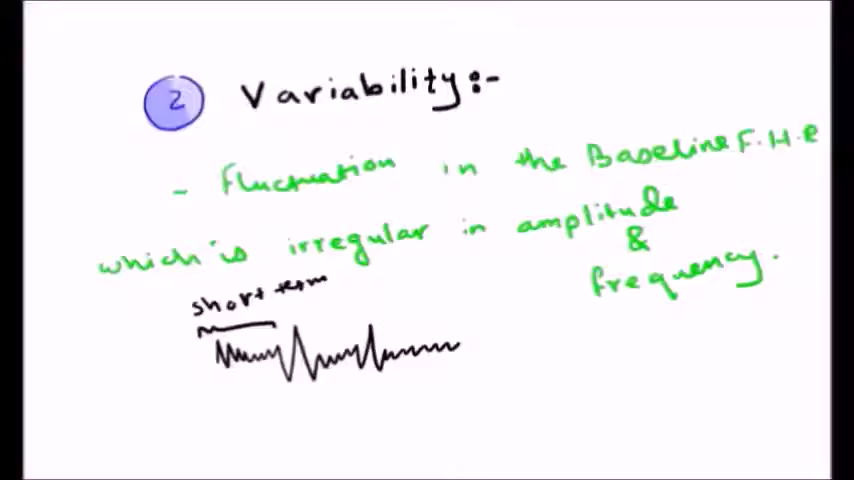 2 Variability:-
- Fluctuation in the Baseline F.H.R
which is irregular in amplitude
&
frequency.
short term